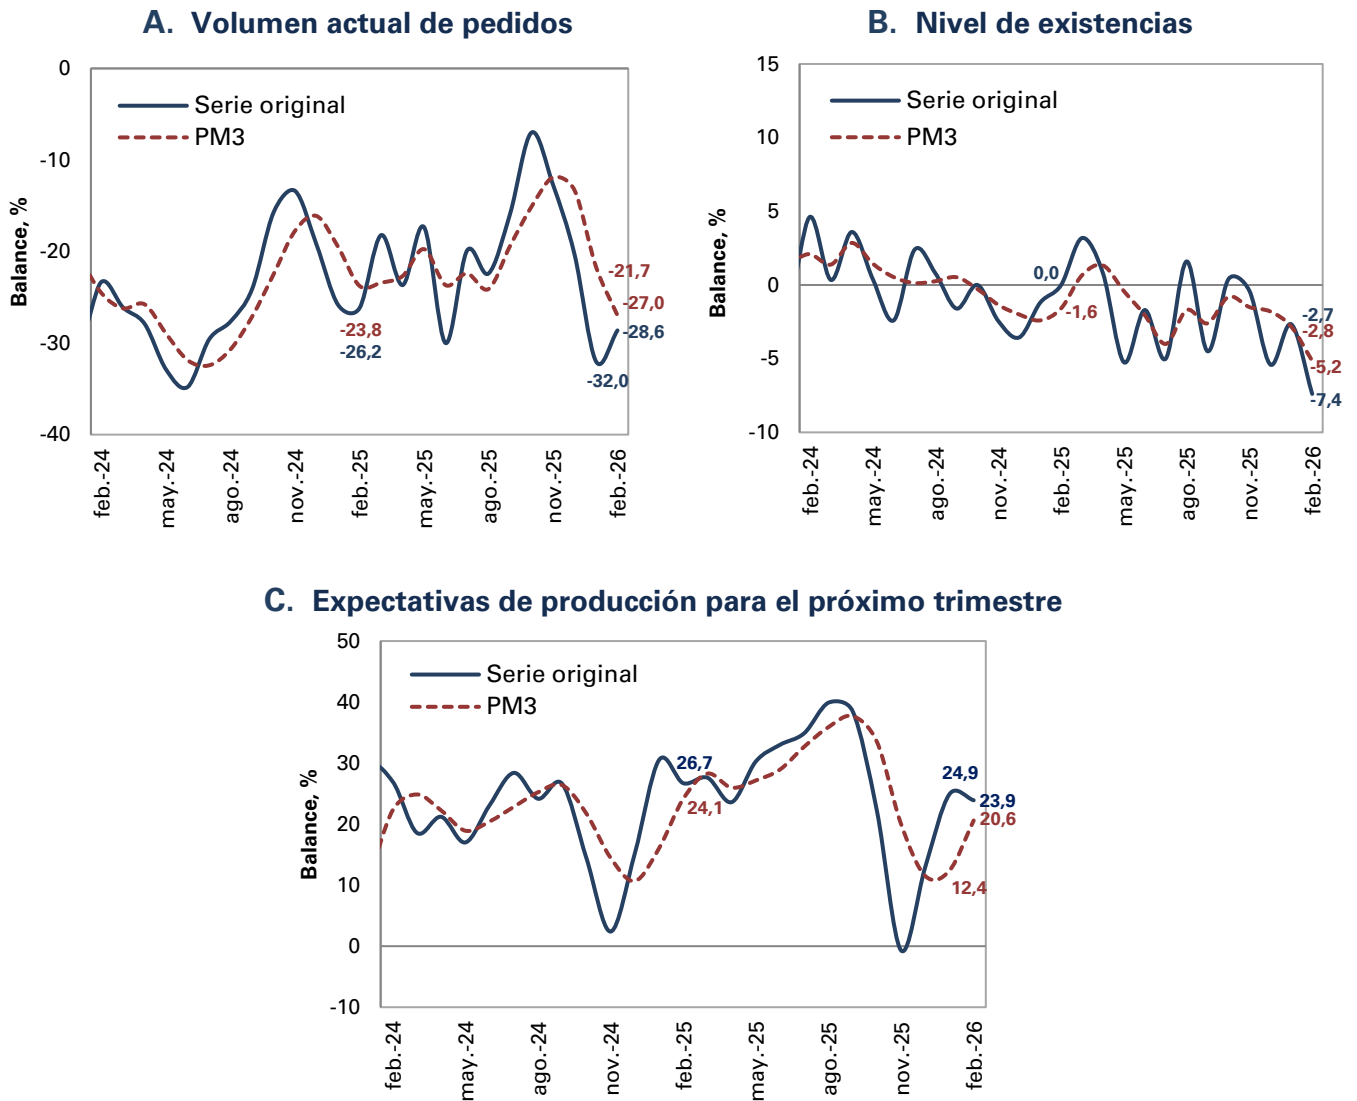 A. Volumen actual de pedidos
0
-10
-20
-30
-40
Balance, %
Serie original
PM3
-23,8
-26,2
-21,7
-27,0
-28,6
-32,0
feb.-24
may.-24
ago.-24
nov.-24
feb.-25
may.-25
ago.-25
nov.-25
feb.-26
B. Nivel de existencias
15
10
5
0
-5
-10
Balance, %
Serie original
PM3
0,0
-1,6
-2,7
-2,8
-5,2
-7,4
feb.-24
may.-24
ago.-24
nov.-24
feb.-25
may.-25
ago.-25
nov.-25
feb.-26
C. Expectativas de producción para el próximo trimestre
50
40
30
20
10
0
-10
Balance, %
Serie original
PM3
26,7
24,1
24,9
23,9
20,6
12,4
feb.-24
may.-24
ago.-24
nov.-24
feb.-25
may.-25
ago.-25
nov.-25
feb.-26